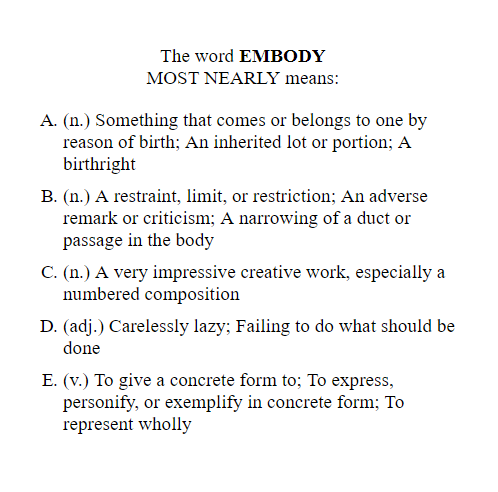 The word EMBODY
MOST NEARLY means:
A. (n.) Something that comes or belongs to one by
reason of birth; An inherited lot or portion; A
birthright
B. (n.) A restraint, limit, or restriction; An adverse
remark or criticism; A narrowing of a duct or
passage in the body
C. (n.) A very impressive creative work, especially a
numbered composition
D. (adj.) Carelessly lazy; Failing to do what should be
done
E. (v.) To give a concrete form to; To express,
personify, or exemplify in concrete form; To
represent wholly